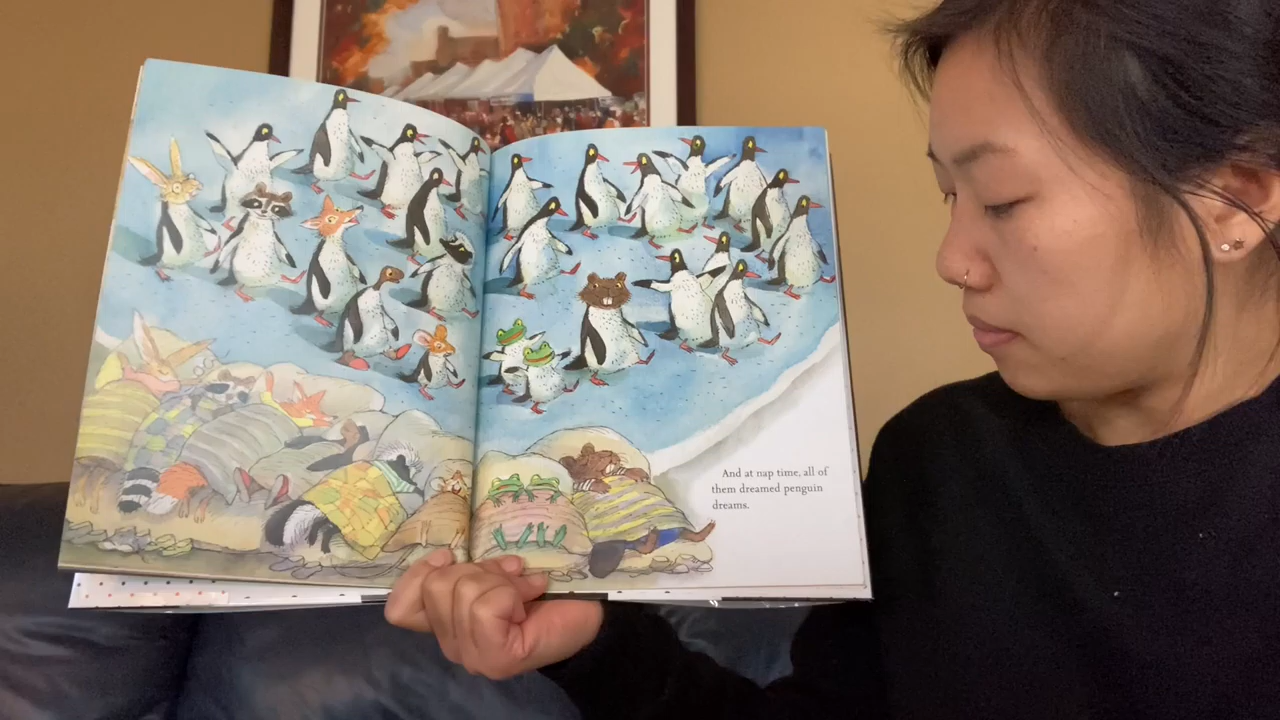 And at nap time, all of
them dreamed penguin
dreams.